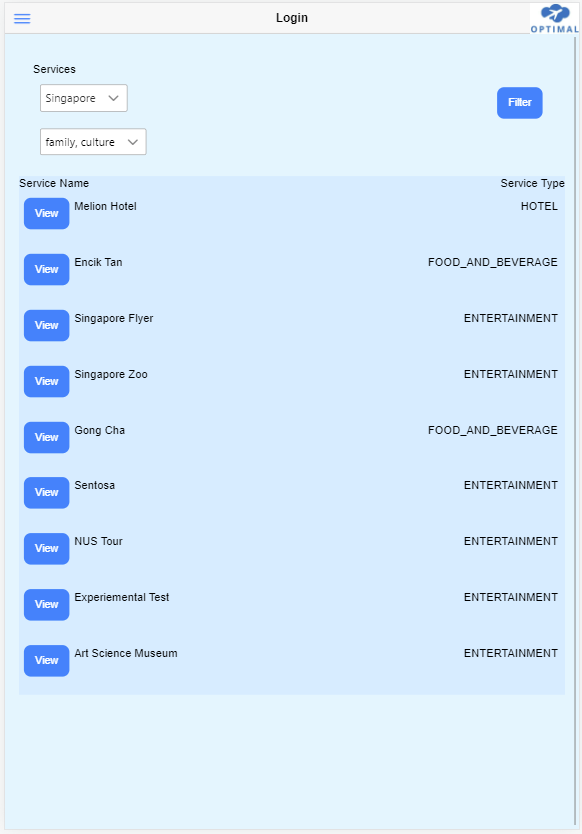 Login
OPTIMAL
Services
Singapore
Filter
family, culture
Service Name Service Type
View Melion Hotel HOTEL
View Encik Tan FOOD_AND_BEVERAGE
View Singapore Flyer ENTERTAINMENT
View Singapore Zoo ENTERTAINMENT
View Gong Cha FOOD_AND_BEVERAGE
View Sentosa ENTERTAINMENT
View NUS Tour ENTERTAINMENT
View Experiemental Test ENTERTAINMENT
View Art Science Museum ENTERTAINMENT